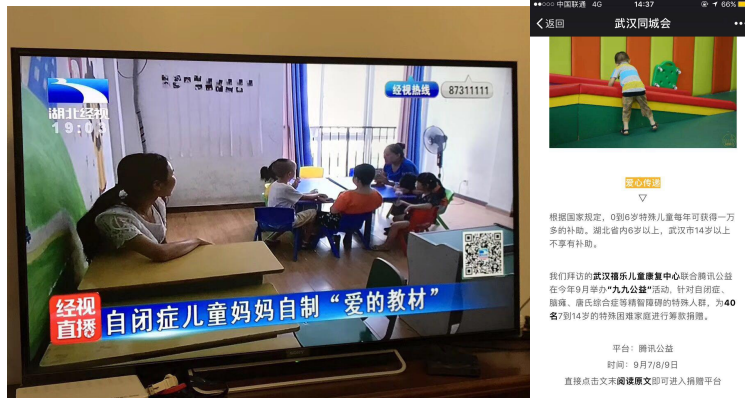 湖北经视
19:03
经视热线
87311111
经视直播
自闭症儿童妈妈自制“爱的教材”
中国联通 4G
14:37
66%
返回
武汉同城会
爱心传递
根据国家规定，0到6岁特殊儿童每年可获得一万
多的补助。湖北省内6岁以上，武汉市14岁以上
不享有补助。
我们拜访的武汉禧乐儿童康复中心联合腾讯公益
在今年9月举办“九九公益”活动，针对自闭症、
脑瘫、唐氏综合症等精智障碍的特殊人群，为40
名7到14岁的特殊困难家庭进行筹款捐赠。
平台：腾讯公益
时间：9月7/8/9日
直接点击文末阅读原文即可进入捐赠平台